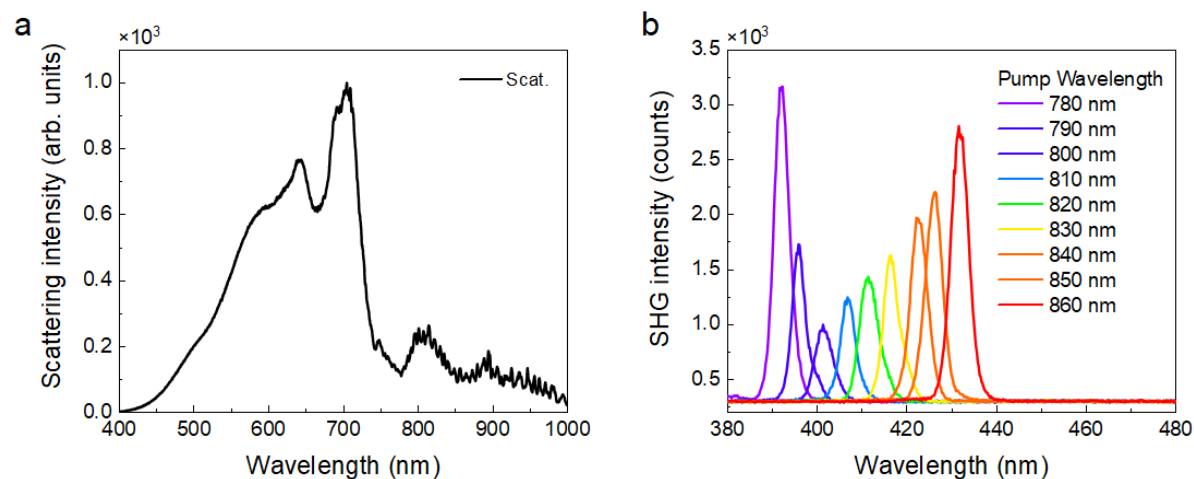 a
×10³
Scattering intensity (arb. units)
1.0
0.8
0.6
0.4
0.2
0.0
Scat.
400 500 600 700 800 900 1000
Wavelength (nm)
b
×10³
SHG intensity (counts)
3.5
3.0
2.5
2.0
1.5
1.0
0.5
Pump Wavelength
780 nm
790 nm
800 nm
810 nm
820 nm
830 nm
840 nm
850 nm
860 nm
380 400 420 440 460 480
Wavelength (nm)